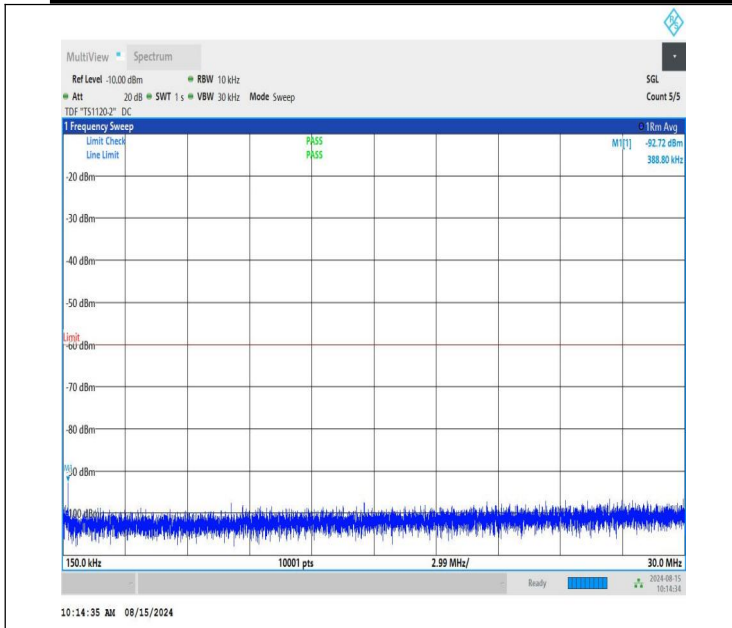 MultiView Spectrum
Ref Level -10.00 dBm RBW 10 kHz SGL
Att 20 dB SWT 1 s VBW 30 kHz Mode Sweep Count 5/5
TDF "TS1120-2" DC
1 Frequency Sweep 1Rm Avg
Limit Check PASS M1[1] -92.72 dBm
Line Limit PASS 388.80 kHz
-20 dBm
-30 dBm
-40 dBm
-50 dBm
Limit
-60 dBm
-70 dBm
-80 dBm
M1
-100 dBm
150.0 kHz 10001 pts 2.99 MHz/ 30.0 MHz
Ready 2024-08-15
10:14:34
10:14:35 AM 08/15/2024